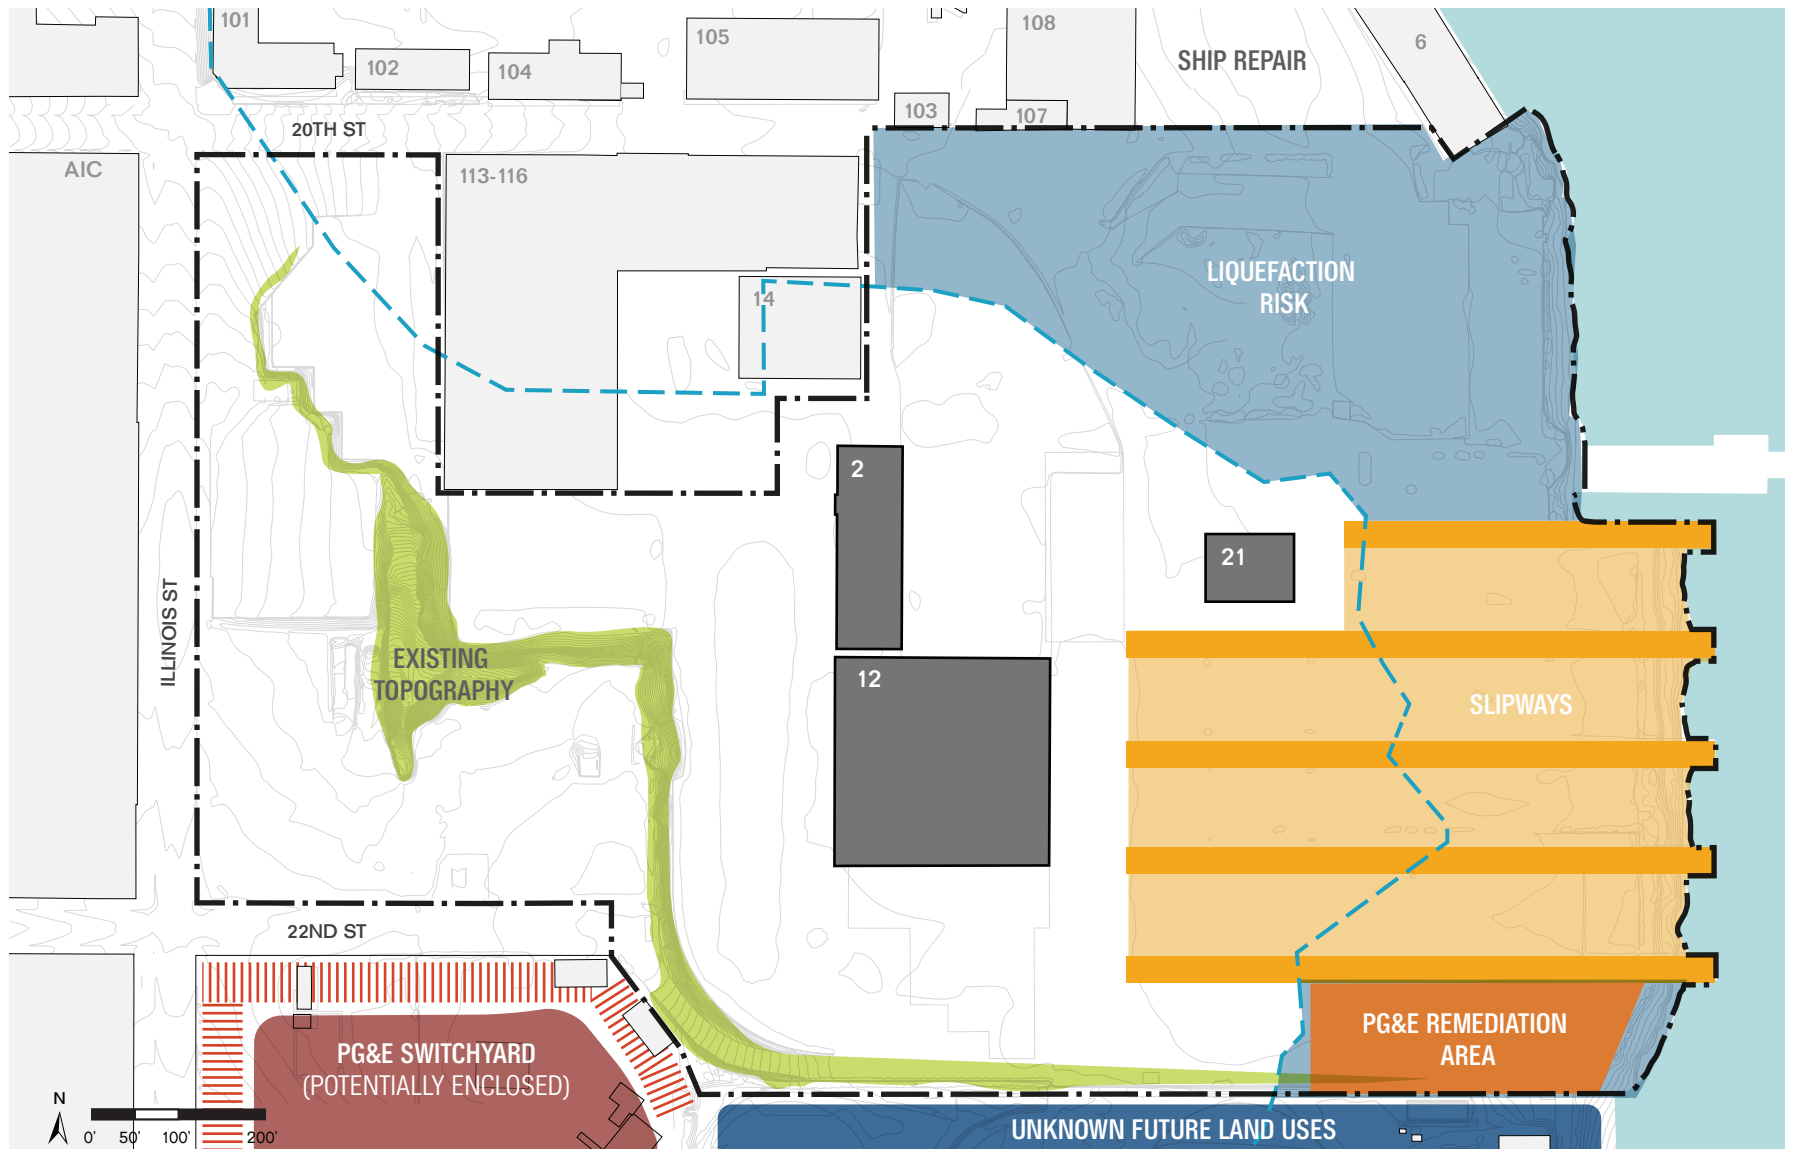 101
102
104
105
103
108
107
SHIP REPAIR
6
20TH ST
AIC
113-116
14
LIQUEFACTION
RISK
2
21
12
ILLINOIS ST
EXISTING
TOPOGRAPHY
SLIPWAYS
22ND ST
PG&E REMEDIATION
AREA
PG&E SWITCHYARD
(POTENTIALLY ENCLOSED)
UNKNOWN FUTURE LAND USES
N
0' 50' 100' 200'